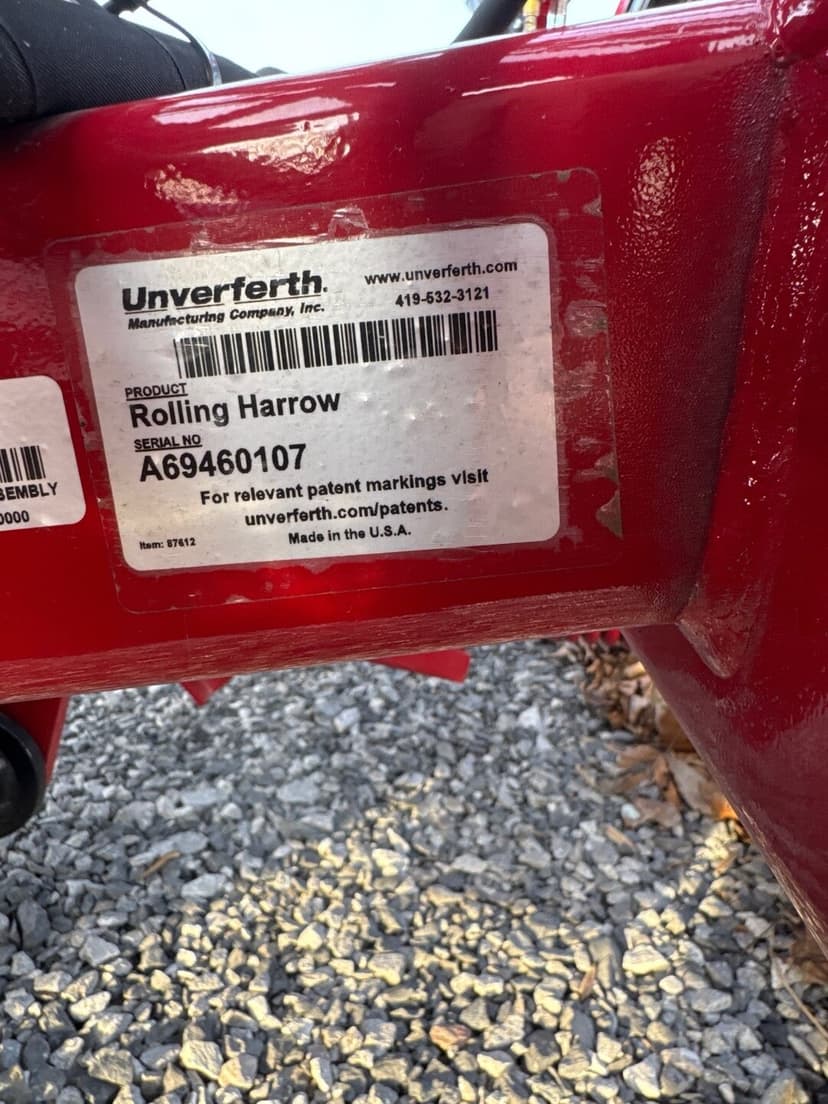 Unverferth.
Manufacturing Company, Inc.
www.unverferth.com
419-532-3121
PRODUCT
Rolling Harrow
SERIAL NO
A69460107
For relevant patent markings visit
unverferth.com/patents.
Made in the U.S.A.
Item: 87612
SEMBLY
0000